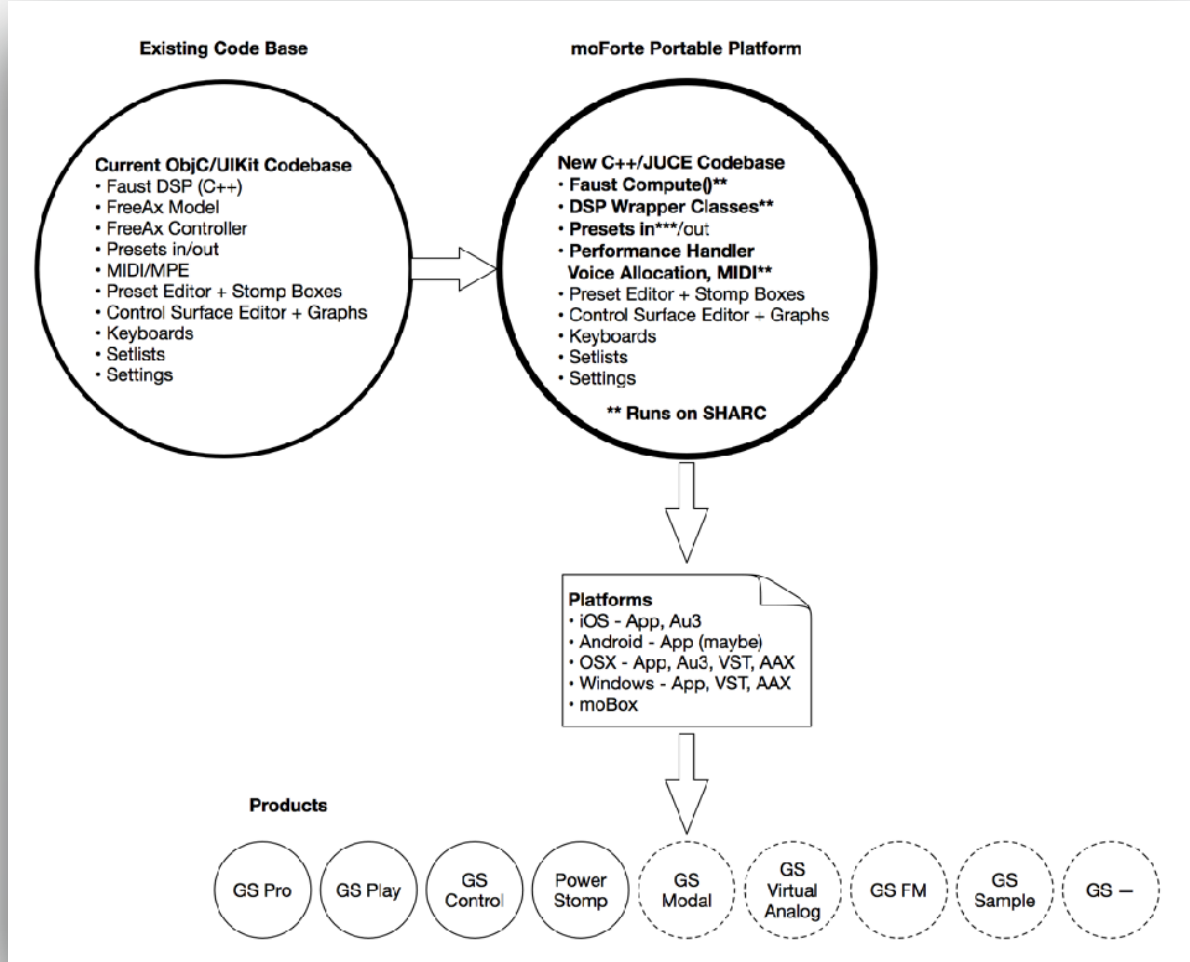 Existing Code Base
Current ObjC/UIKit Codebase
• Faust DSP (C++)
• FreeAx Model
• FreeAx Controller
• Presets in/out
• MIDI/MPE
• Preset Editor + Stomp Boxes
• Control Surface Editor + Graphs
• Keyboards
• Setlists
• Settings
moForte Portable Platform
New C++/JUCE Codebase
• Faust Compute()**
• DSP Wrapper Classes**
• Presets in***/out
• Performance Handler
Voice Allocation, MIDI**
• Preset Editor + Stomp Boxes
• Control Surface Editor + Graphs
• Keyboards
• Setlists
• Settings
** Runs on SHARC
Platforms
• iOS - App, Au3
• Android - App (maybe)
• OSX - App, Au3, VST, AAX
• Windows - App, VST, AAX
• moBox
Products
GS Pro
GS Play
GS
Control
Power
Stomp
GS
Modal
GS
Virtual
Analog
GS FM
GS
Sample
GS —